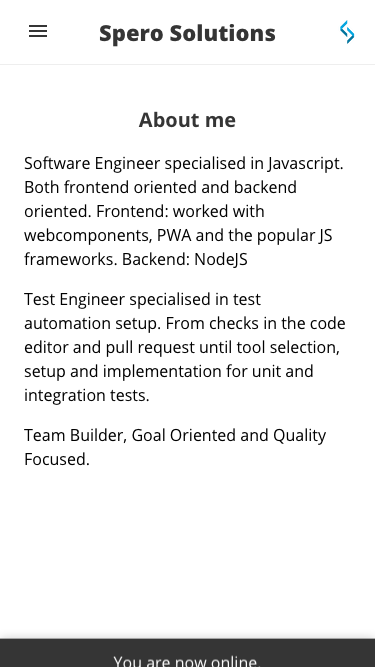 Spero Solutions
About me
Software Engineer specialised in Javascript.
Both frontend oriented and backend
oriented. Frontend: worked with
webcomponents, PWA and the popular JS
frameworks. Backend: NodeJS
Test Engineer specialised in test
automation setup. From checks in the code
editor and pull request until tool selection,
setup and implementation for unit and
integration tests.
Team Builder, Goal Oriented and Quality
Focused.
You are now online.